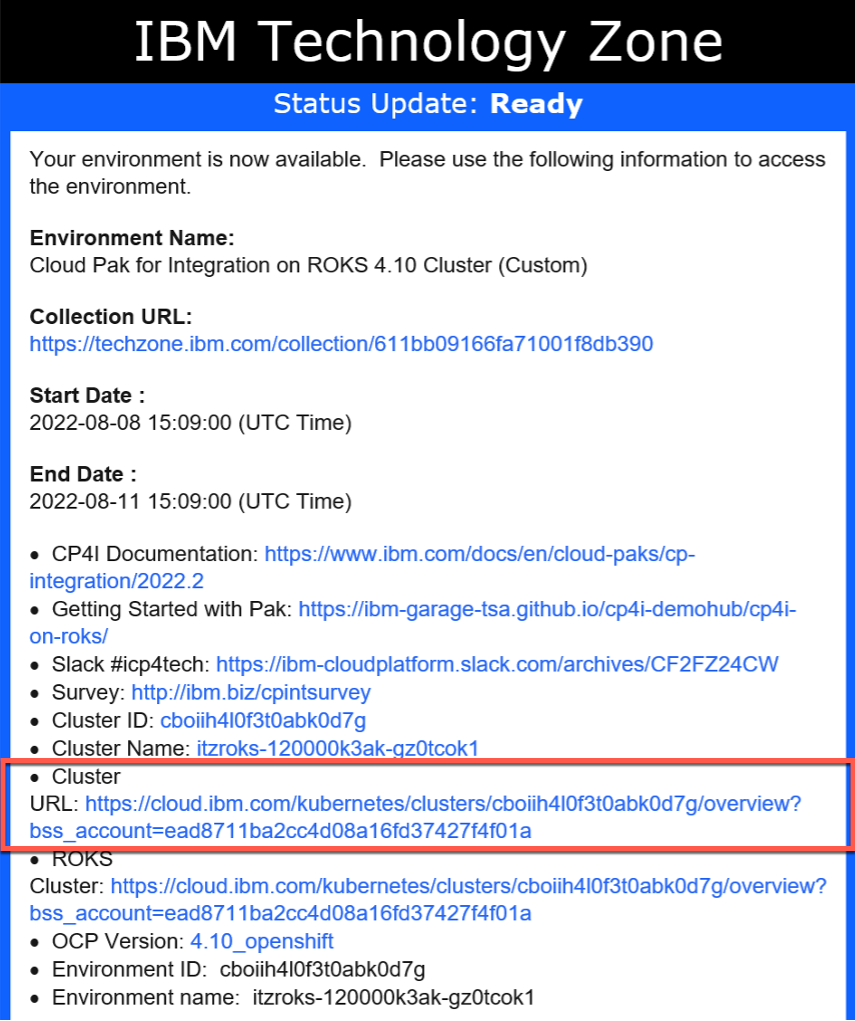 IBM Technology Zone
Status Update: Ready
Your environment is now available.  Please use the following information to access
the environment.
Environment Name:
Cloud Pak for Integration on ROKS 4.10 Cluster (Custom)
Collection URL:
https://techzone.ibm.com/collection/611bb09166fa71001f8db390
Start Date :
2022-08-08 15:09:00 (UTC Time)
End Date :
2022-08-11 15:09:00 (UTC Time)
• CP4I Documentation: https://www.ibm.com/docs/en/cloud-paks/cp-
integration/2022.2
• Getting Started with Pak: https://ibm-garage-tsa.github.io/cp4i-demohub/cp4i-
on-roks/
• Slack #icp4tech: https://ibm-cloudplatform.slack.com/archives/CF2FZ24CW
• Survey: http://ibm.biz/cpintsurvey
• Cluster ID: cboiih4l0f3t0abk0d7g
• Cluster Name: itzroks-120000k3ak-gz0tcok1
• Cluster
URL: https://cloud.ibm.com/kubernetes/clusters/cboiih4l0f3t0abk0d7g/overview?
bss_account=ead8711ba2cc4d08a16fd37427f4f01a
• ROKS
Cluster: https://cloud.ibm.com/kubernetes/clusters/cboiih4l0f3t0abk0d7g/overview?
bss_account=ead8711ba2cc4d08a16fd37427f4f01a
• OCP Version: 4.10_openshift
• Environment ID:  cboiih4l0f3t0abk0d7g
• Environment name:  itzroks-120000k3ak-gz0tcok1